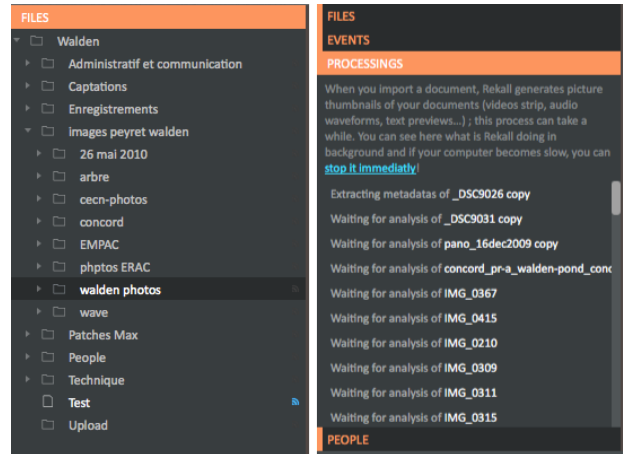 FILES
Walden
Administratif et communication
Captations
Enregistrements
images peyret walden
26 mai 2010
arbre
cecn-photos
concord
EMPAC
phptos ERAC
walden photos
wave
Patches Max
People
Technique
Test
Upload
FILES
EVENTS
PROCESSINGS
When you import a document, Rekall generates picture
thumbnails of your documents (videos strip, audio
waveforms, text previews...) ; this process can take a
while. You can see here what is Rekall doing in
background and if your computer becomes slow, you can
stop it immediatly!
Extracting metadatas of _DSC9026 copy
Waiting for analysis of _DSC9031 copy
Waiting for analysis of pano_16dec2009 copy
Waiting for analysis of concord_pr-a_walden-pond_conc
Waiting for analysis of IMG_0367
Waiting for analysis of IMG_0415
Waiting for analysis of IMG_0210
Waiting for analysis of IMG_0309
Waiting for analysis of IMG_0311
Waiting for analysis of IMG_0315
PEOPLE